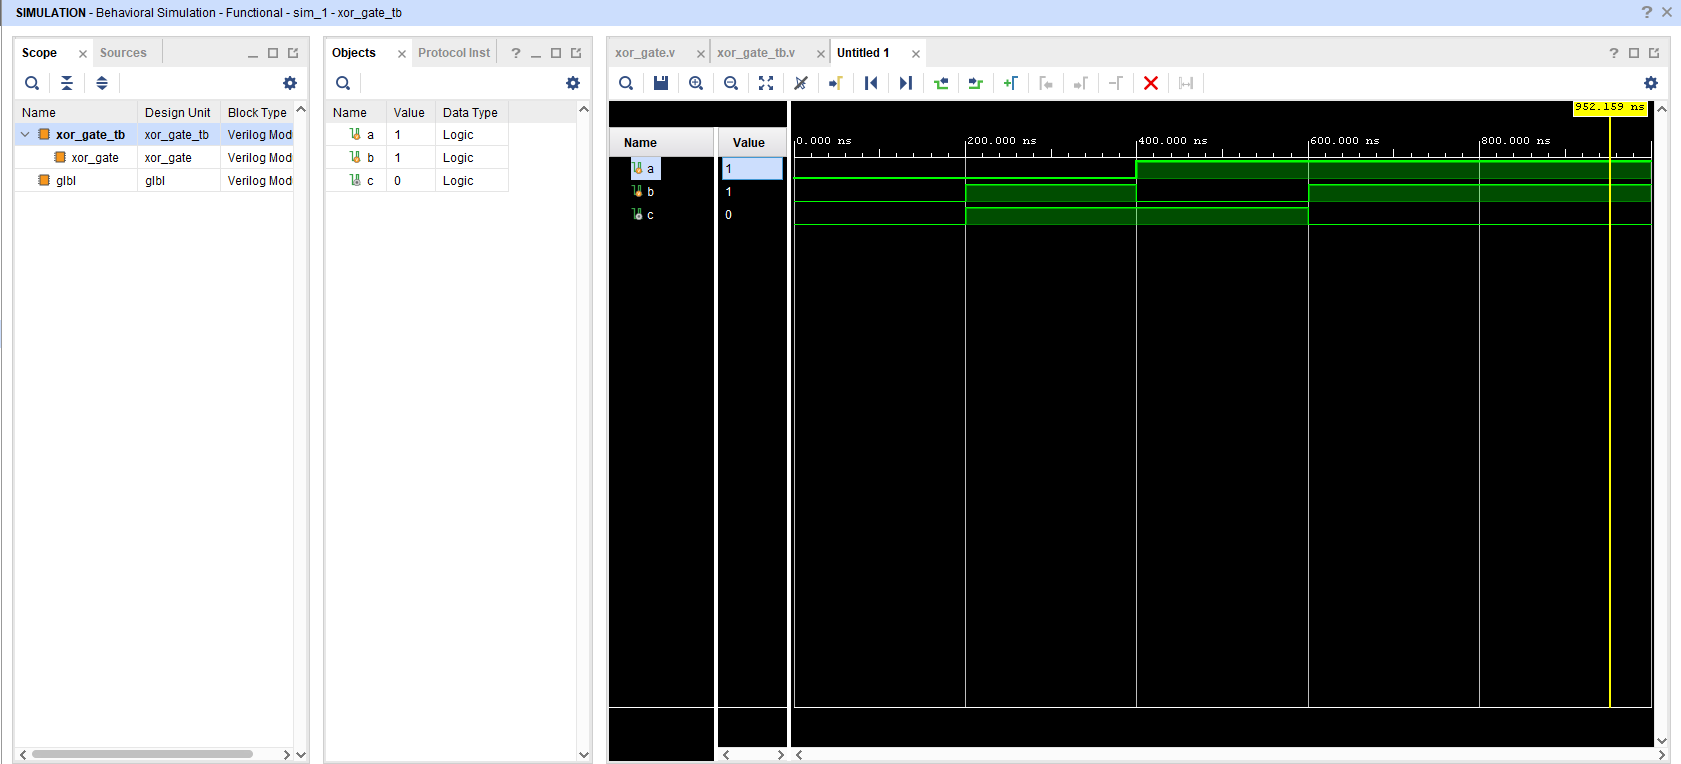 SIMULATION - Behavioral Simulation - Functional - sim_1 - xor_gate_tb
Scope Sources
Name Design Unit Block Type
xor_gate_tb xor_gate_tb Verilog Mod
xor_gate xor_gate Verilog Mod
glbl glbl Verilog Mod
Objects Protocol Inst
Name Value Data Type
a 1 Logic
b 1 Logic
c 0 Logic
xor_gate.v xor_gate_tb.v Untitled 1
952.159 ns
Name Value
0.000 ns 200.000 ns 400.000 ns 600.000 ns 800.000 ns
a 1
b 1
c 0